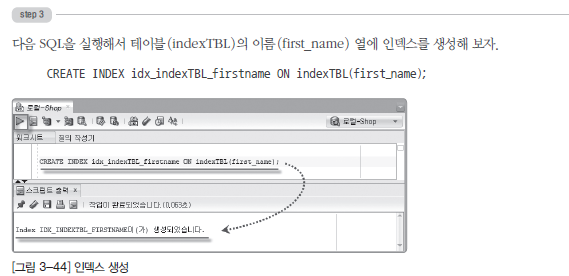 step 3
다음 SQL을 실행해서 테이블(indexTBL)의 이름(first_name) 열에 인덱스를 생성해 보자.
CREATE INDEX idx_indexTBL_firstname ON indexTBL(first_name);
로컬-Shop
로컬-Shop
워크시트 질의 작성기
CREATE INDEX idx_indexTBL_firstname ON indexTBL(first_name);
스크립트 출력 x
작업이 완료되었습니다.(0,063초)
Index IDX_INDEXTBL_FIRSTNAME이(가) 생성되었습니다.
[그림 3-44] 인덱스 생성